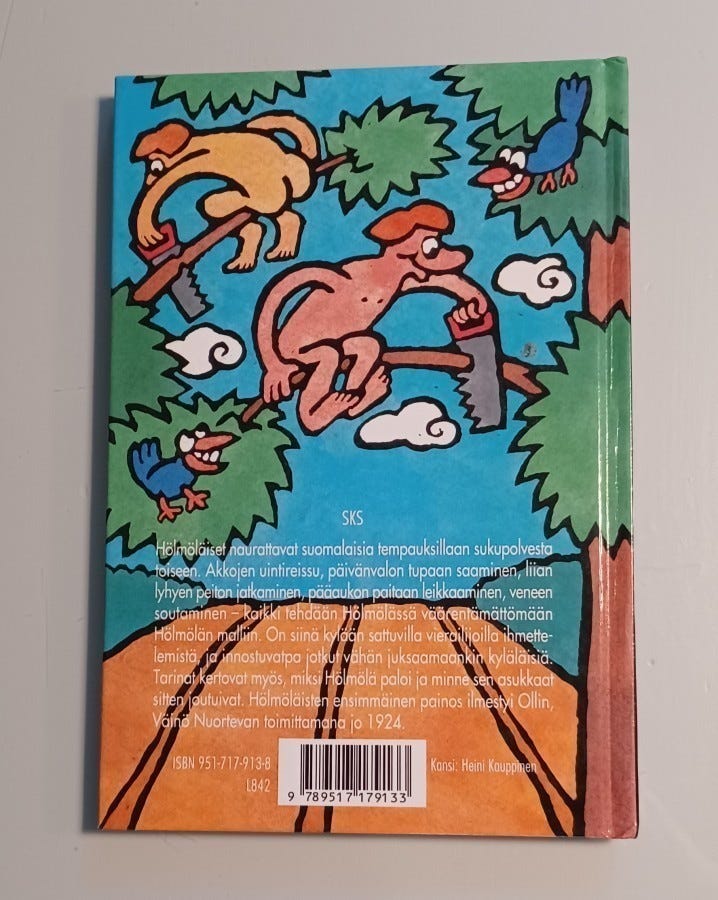 SKS
Hölmöläiset naurattavat suomalaisia tempauksillaan sukupolvesta
toiseen. Akkojen uintireissu, päivänvalon tupaan saaminen, liian
lyhyen peiton jatkaminen, pääaukon paitaan leikkaaminen, veneen
soutaminen – kaikki tehdään Hölmölässä väärentämättömään
Hölmölän malliin. On siinä kylään sattuvilla vierailijoilla ihmette-
lemistä, ja innostuvatpa jotkut vähän juksaamaankin kyläläisiä.
Tarinat kertovat myös, miksi Hölmölä paloi ja minne sen asukkaat
sitten joutuivat. Hölmöläisten ensimmäinen painos ilmestyi Ollin,
Väinö Nuortevan toimittamana jo 1924.
ISBN 951-717-913-8
L842
9 789517 179133
Kansi: Heini Kauppinen